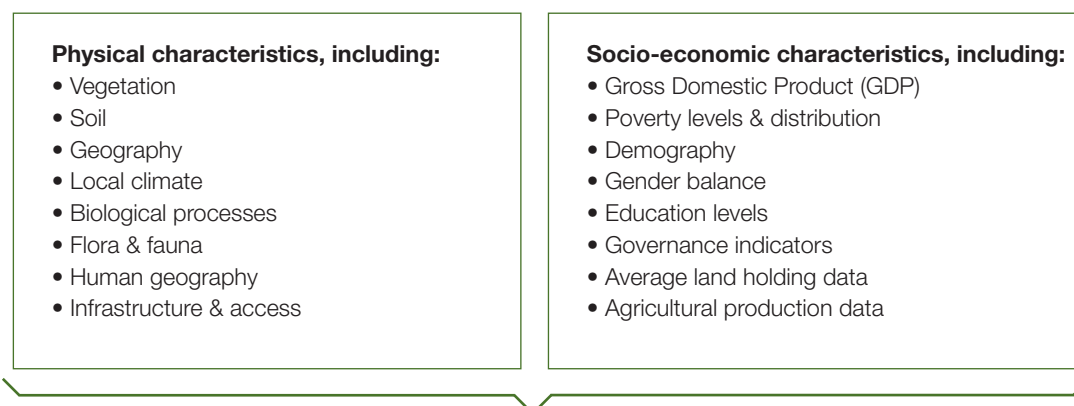 Physical characteristics, including:
• Vegetation
• Soil
• Geography
• Local climate
• Biological processes
• Flora & fauna
• Human geography
• Infrastructure & access
Socio-economic characteristics, including:
• Gross Domestic Product (GDP)
• Poverty levels & distribution
• Demography
• Gender balance
• Education levels
• Governance indicators
• Average land holding data
• Agricultural production data